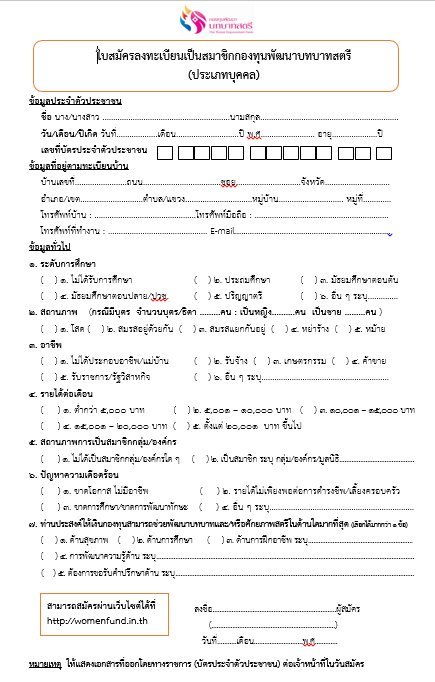 กองทุนพัฒนา
บทบาทสตรี
ใบสมัครลงทะเบียนเป็นสมาชิกกองทุนพัฒนาบทบาทสตรี
(ประเภทบุคคล)
ข้อมูลประจำตัวประชาชน
ชื่อ นาง/นางสาว ................................................นามสกุล................................................
วัน/เดือน/ปีเกิด วันที่...............เดือน......................ปี พ.ศ............................ อายุ..................ปี
เลขที่บัตรประจำตัวประชาชน
ข้อมูลที่อยู่ตามทะเบียนบ้าน
บ้านเลขที่....................ถนน.............................ซอย........................จังหวัด........................
อำเภอ/เขต........................ตำบล/แขวง........................หมู่บ้าน........................ หมู่ที่...........
โทรศัพท์บ้าน : ......................................โทรศัพท์มือถือ : ................................................
โทรศัพท์ที่ทำงาน : ...................................... E-mail................................................
ข้อมูลทั่วไป
๑. ระดับการศึกษา
( ) ๑. ไม่ได้รับการศึกษา ( ) ๒. ประถมศึกษา ( ) ๓. มัธยมศึกษาตอนต้น
( ) ๔. มัธยมศึกษาตอนปลาย/ปวช. ( ) ๕. ปริญญาตรี ( ) ๖. อื่น ๆ ระบุ............
๒. สถานภาพ (กรณีมีบุตร จำนวนบุตร/ธิดา .........คน : เป็นหญิง..........คน เป็นชาย .........คน )
( ) ๑. โสด ( ) ๒. สมรสอยู่ด้วยกัน ( ) ๓. สมรสแยกกันอยู่ ( ) ๔. หย่าร้าง ( ) ๕. หม้าย
๓. อาชีพ
( ) ๑. ไม่ได้ประกอบอาชีพ/แม่บ้าน ( ) ๒. รับจ้าง ( ) ๓. เกษตรกรรม ( ) ๔. ค้าขาย
( ) ๕. รับราชการ/รัฐวิสาหกิจ ( ) ๖. อื่น ๆ ระบุ................................................
๔. รายได้ต่อเดือน
( ) ๑. ต่ำกว่า ๕,๐๐๐ บาท ( ) ๒. ๕,๐๐๑ – ๑๐,๐๐๐ บาท ( ) ๓. ๑๐,๐๐๑ – ๑๕,๐๐๐ บาท
( ) ๔. ๑๕,๐๐๑ – ๒๐,๐๐๐ บาท ( ) ๕. ตั้งแต่ ๒๐,๐๐๑ บาท ขึ้นไป
๕. สถานภาพการเป็นสมาชิกกลุ่ม/องค์กร
( ) ๑. ไม่ได้เป็นสมาชิกกลุ่ม/องค์กรใด ๆ ( ) ๒. เป็นสมาชิก ระบุ กลุ่ม/องค์กร/มูลนิธิ............................
๖. ปัญหาความเดือดร้อน
( ) ๑. ขาดโอกาส ไม่มีอาชีพ ( ) ๒. รายได้ไม่เพียงพอต่อการดำรงชีพ/เลี้ยงครอบครัว
( ) ๓. ขาดการศึกษา/ขาดการพัฒนาทักษะ ( ) ๔. อื่น ๆ ระบุ................................................
๗. ท่านประสงค์ให้เงินกองทุนสามารถช่วยพัฒนาบทบาทและ/หรือศักยภาพสตรีในด้านใดมากที่สุด (เลือกได้มากกว่า ๑ ข้อ)
( ) ๑. ด้านสุขภาพ ( ) ๒. ด้านการศึกษา ( ) ๓. ด้านการฝึกอาชีพ ระบุ........................................
( ) ๔. การพัฒนาความรู้ด้าน ระบุ................................................................................
( ) ๕. ต้องการขอรับคำปรึกษาด้าน ระบุ........................................................................
สามารถสมัครผ่านเว็บไซต์ได้ที่
http://womenfund.in.th
ลงชื่อ................................................ผู้สมัคร
(................................................)
วันที่..........เดือน....................พ.ศ............
หมายเหตุ ให้แสดงเอกสารที่ออกโดยทางราชการ (บัตรประจำตัวประชาชน) ต่อเจ้าหน้าที่ในวันสมัคร